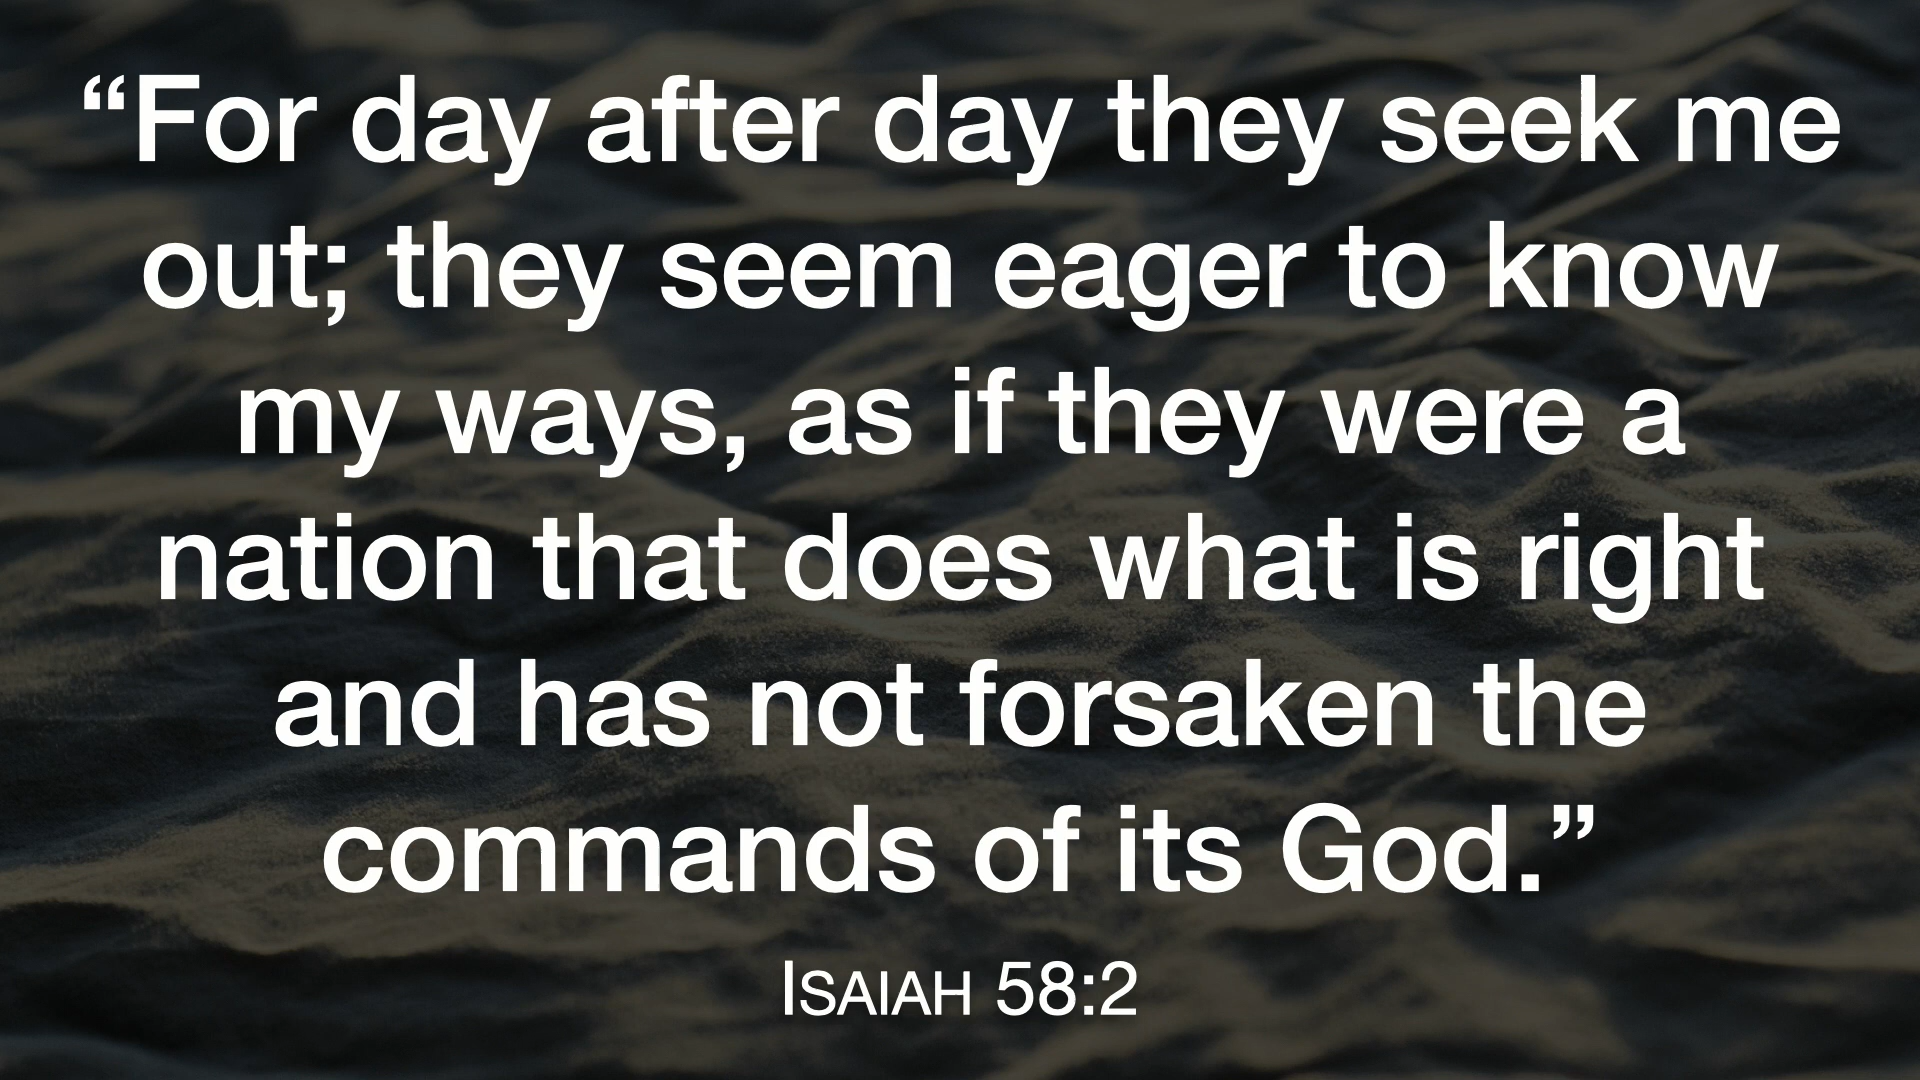 “For day after day they seek me
out; they seem eager to know
my ways, as if they were a
nation that does what is right
and has not forsaken the
commands of its God.”
Isaiah 58:2